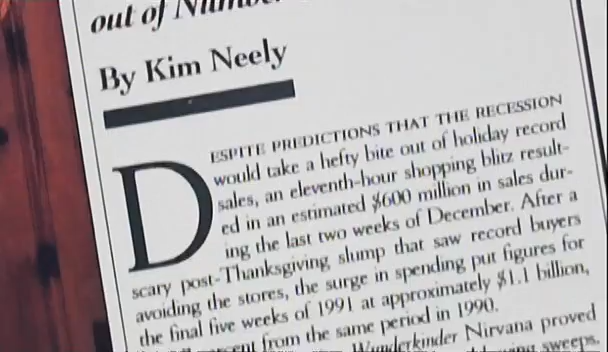 out of
By Kim Neely
DESPITE PREDICTIONS THAT THE RECESSION
would take a hefty bite out of holiday record
sales, an eleventh-hour shopping blitz result-
ed in an estimated $600 million in sales dur-
ing the last two weeks of December. After a
scary post-Thanksgiving slump that saw record buyers
avoiding the stores, the surge in spending put figures for
the final five weeks of 1991 at approximately $1.1 billion,
from the same period in 1990.
Wunderkinder Nirvana proved
sweeps.